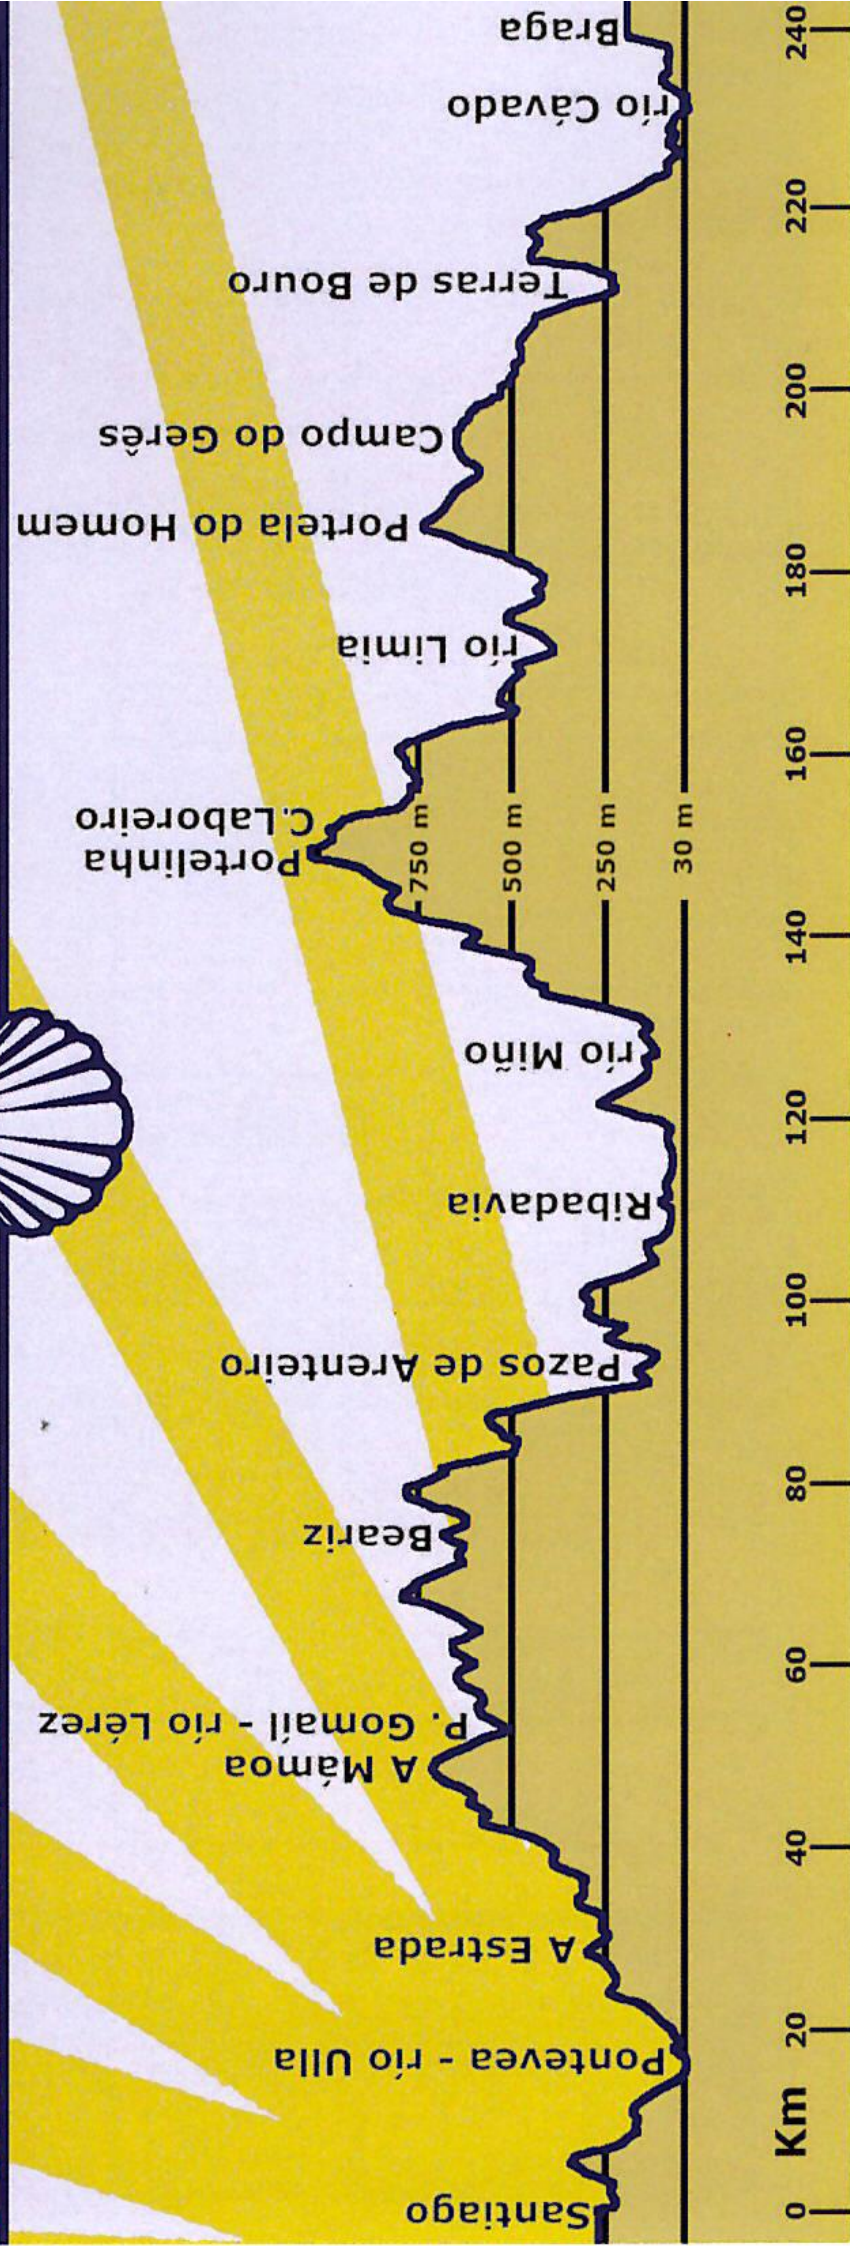 Santiago
Pontevea - río Ulla
A Estrada
A Mámoa
P. Gomaíl - río Lérez
Beariz
Pazos de Arenteiro
Ribadavia
río Miño
Portelinha
C.Laboreiro
río Limia
Portela do Homem
Campo do Gerês
Terras de Bouro
río Cávado
Braga
750 m
500 m
250 m
30 m
Km
0 20 40 60 80 100 120 140 160 180 200 220 240